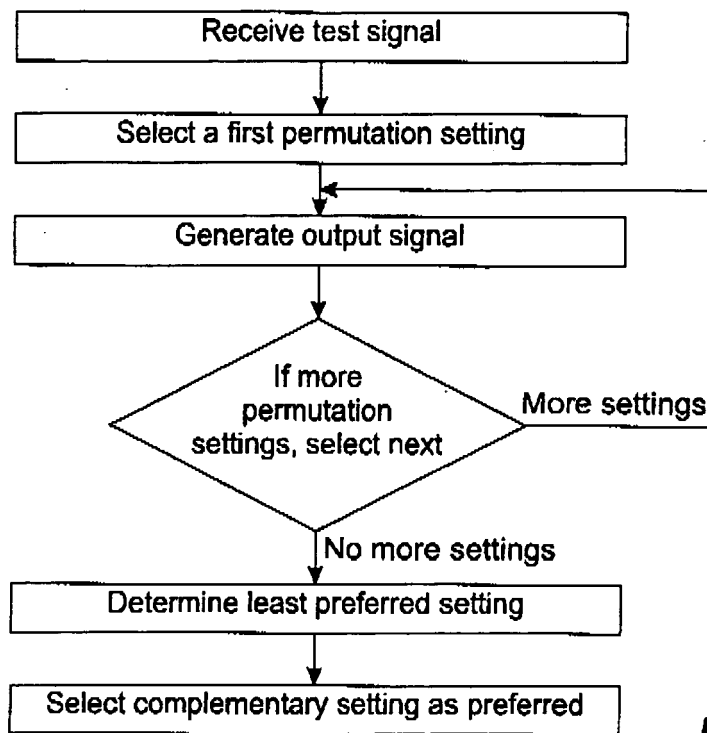 Receive test signal
Select a first permutation setting
Generate output signal
If more
permutation
settings, select next
More settings
No more settings
Determine least preferred setting
Select complementary setting as preferred